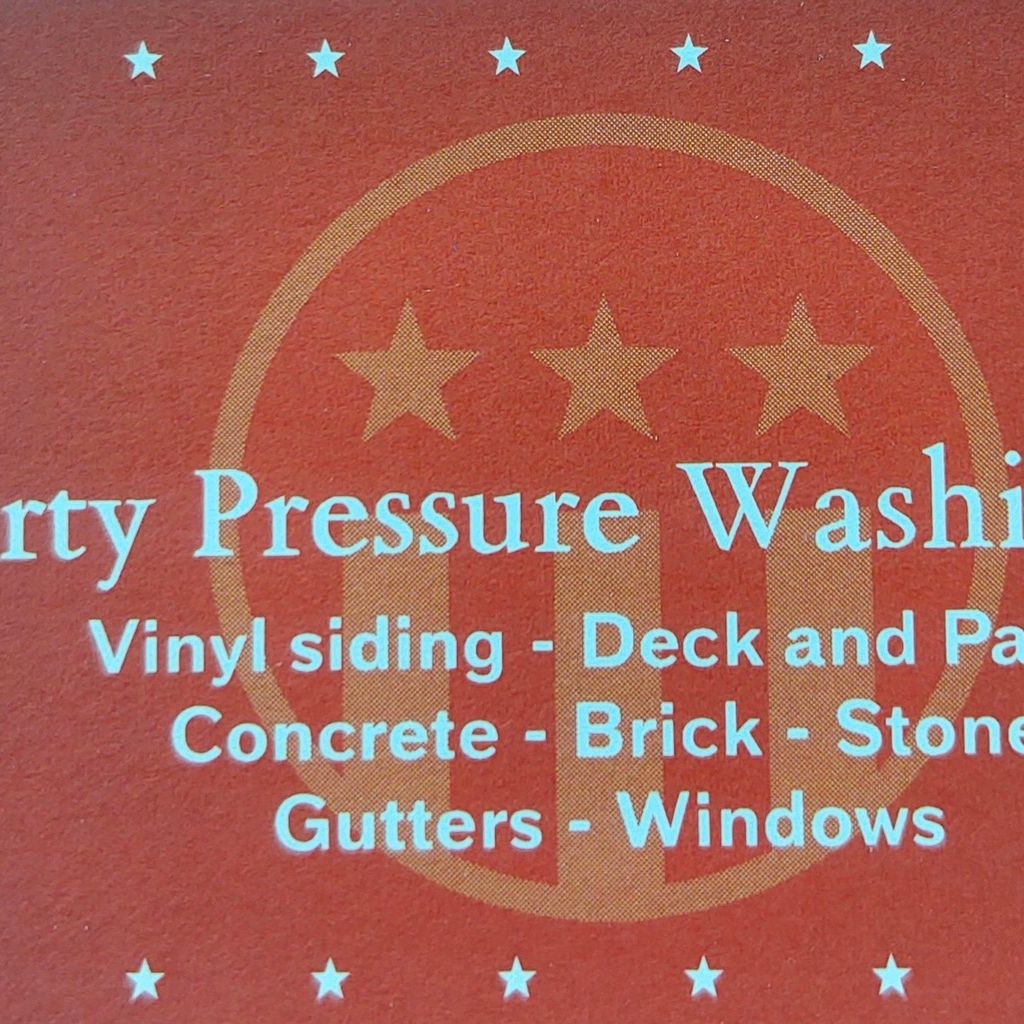 rty Pressure Washi
Vinyl siding - Deck and Pa
Concrete - Brick - Stone
Gutters - Windows